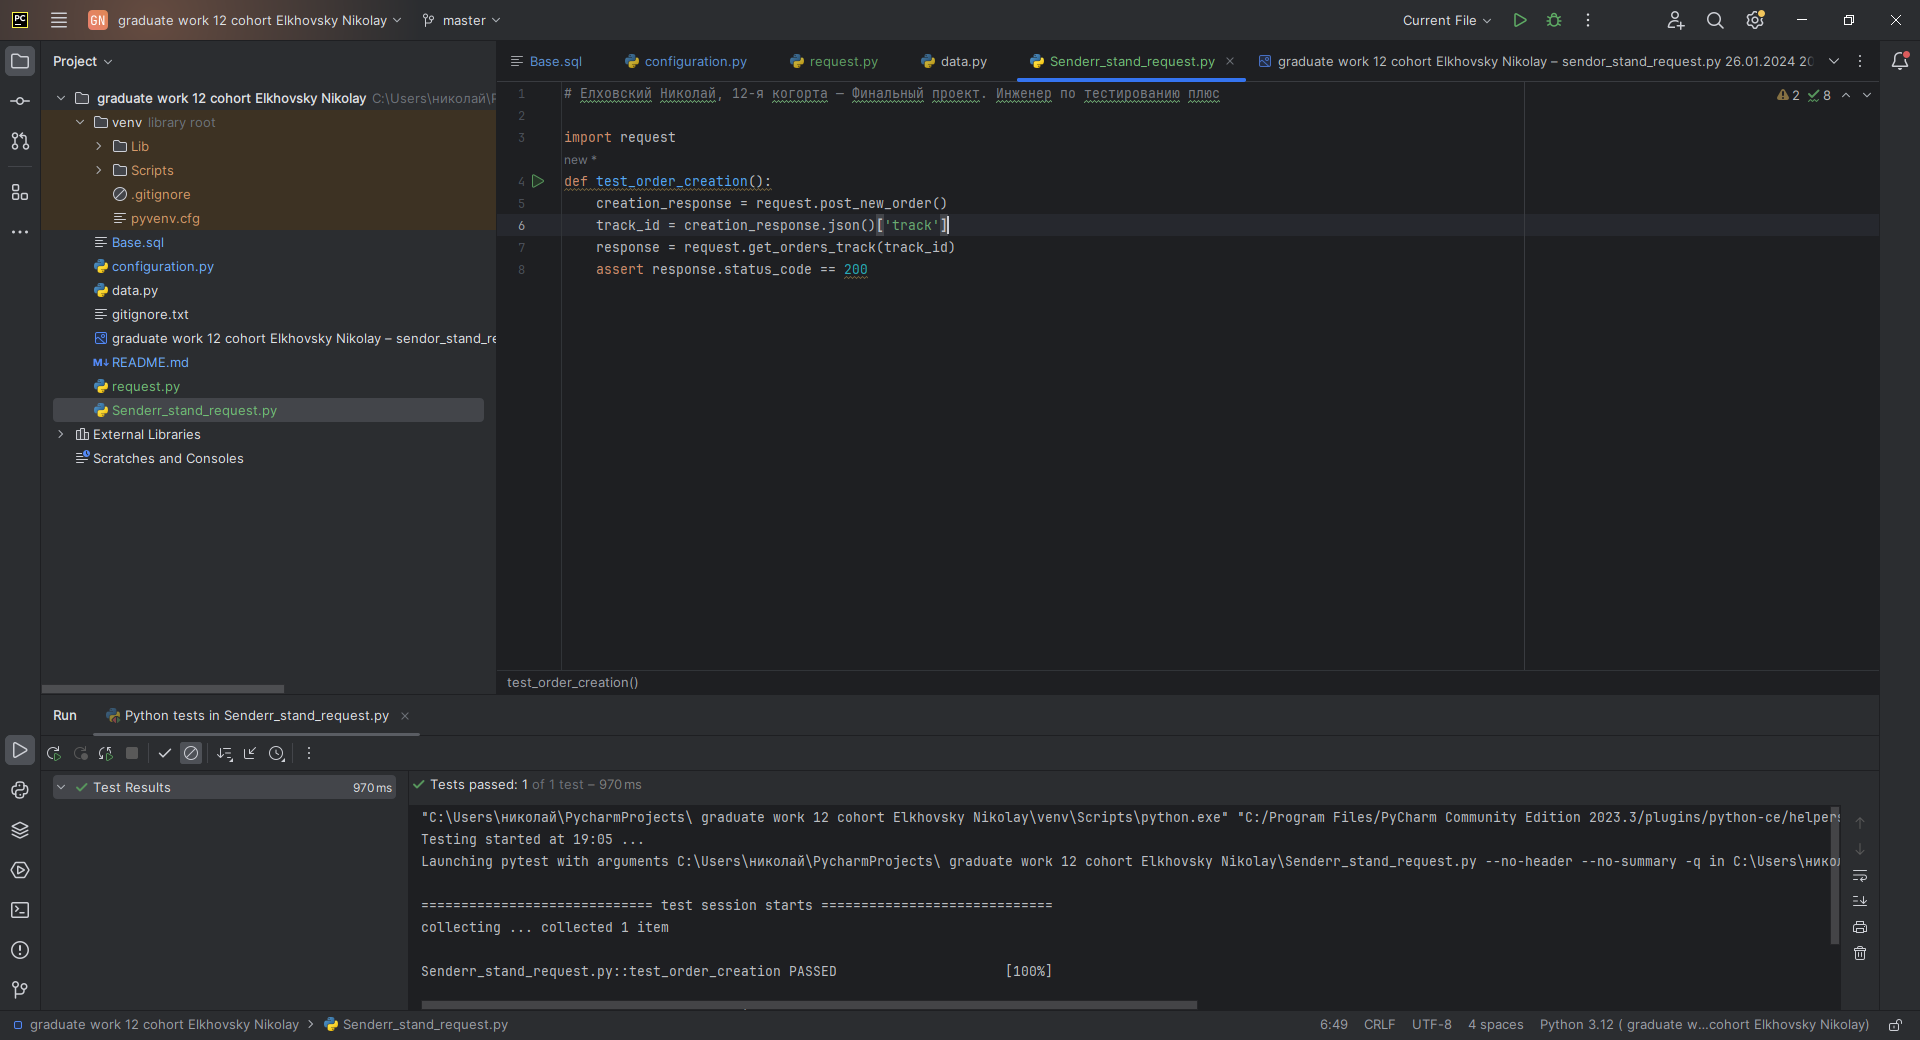 PC
GN graduate work 12 cohort Elkhovsky Nikolay master Current File
Project
graduate work 12 cohort Elkhovsky Nikolay C:\Users\николай\P
venv library root
Lib
Scripts
.gitignore
pyvenv.cfg
Base.sql
configuration.py
data.py
gitignore.txt
graduate work 12 cohort Elkhovsky Nikolay – sendor_stand_re
README.md
request.py
Senderr_stand_request.py
External Libraries
Scratches and Consoles
Base.sql configuration.py request.py data.py Senderr_stand_request.py graduate work 12 cohort Elkhovsky Nikolay – sendor_stand_request.py 26.01.2024 20
2 8
1 # Елховский Николай, 12-я когорта — Финальный проект. Инженер по тестированию плюс
2
3 import request
new *
4 def test_order_creation():
5 creation_response = request.post_new_order()
6 track_id = creation_response.json()['track']
7 response = request.get_orders_track(track_id)
8 assert response.status_code == 200
test_order_creation()
Run Python tests in Senderr_stand_request.py
Test Results 970 ms
Tests passed: 1 of 1 test – 970 ms
"C:\Users\николай\PycharmProjects\ graduate work 12 cohort Elkhovsky Nikolay\venv\Scripts\python.exe" "C:/Program Files/PyCharm Community Edition 2023.3/plugins/python-ce/helpers
Testing started at 19:05 ...
Launching pytest with arguments C:\Users\николай\PycharmProjects\ graduate work 12 cohort Elkhovsky Nikolay\Senderr_stand_request.py --no-header --no-summary -q in C:\Users\нико
============================= test session starts =============================
collecting ... collected 1 item
Senderr_stand_request.py::test_order_creation PASSED [100%]
graduate work 12 cohort Elkhovsky Nikolay Senderr_stand_request.py 6:49 CRLF UTF-8 4 spaces Python 3.12 ( graduate w...cohort Elkhovsky Nikolay)